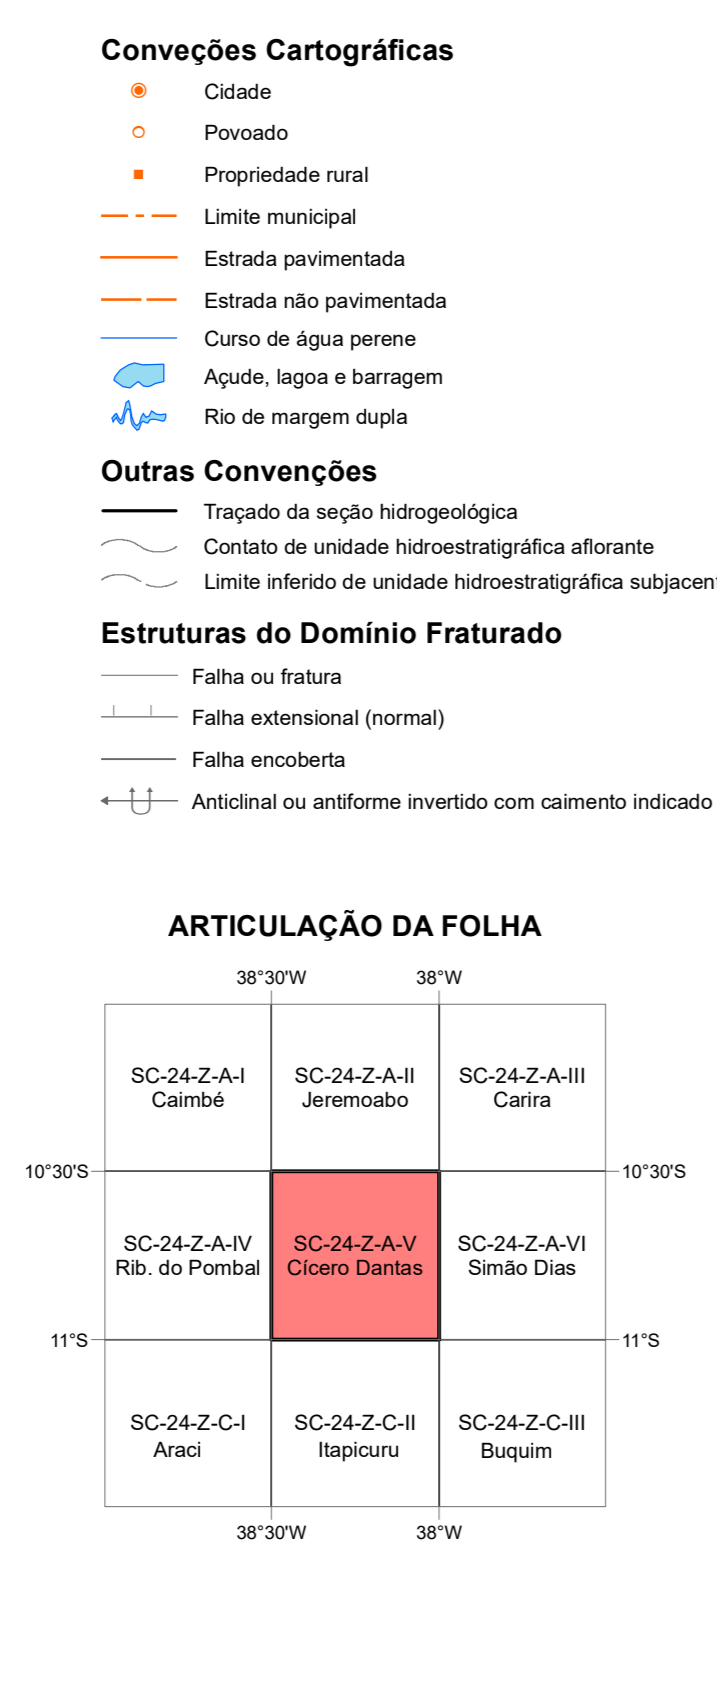 Conveções Cartográficas
Cidade
Povoado
Propriedade rural
Limite municipal
Estrada pavimentada
Estrada não pavimentada
Curso de água perene
Açude, lagoa e barragem
Rio de margem dupla
Outras Convenções
Traçado da seção hidrogeológica
Contato de unidade hidroestratigráfica aflorante
Limite inferido de unidade hidroestratigráfica subjacent
Estruturas do Domínio Fraturado
Falha ou fratura
Falha extensional (normal)
Falha encoberta
Anticlinal ou antiforme invertido com caimento indicado
ARTICULAÇÃO DA FOLHA
38°30'W 38°W
SC-24-Z-A-I SC-24-Z-A-II SC-24-Z-A-III
Caimbé Jeremoabo Carira
10°30'S 10°30'S
SC-24-Z-A-IV SC-24-Z-A-V SC-24-Z-A-VI
Rib. do Pombal Cícero Dantas Simão Dias
11°S 11°S
SC-24-Z-C-I SC-24-Z-C-II SC-24-Z-C-III
Araci Itapicuru Buquim
38°30'W 38°W